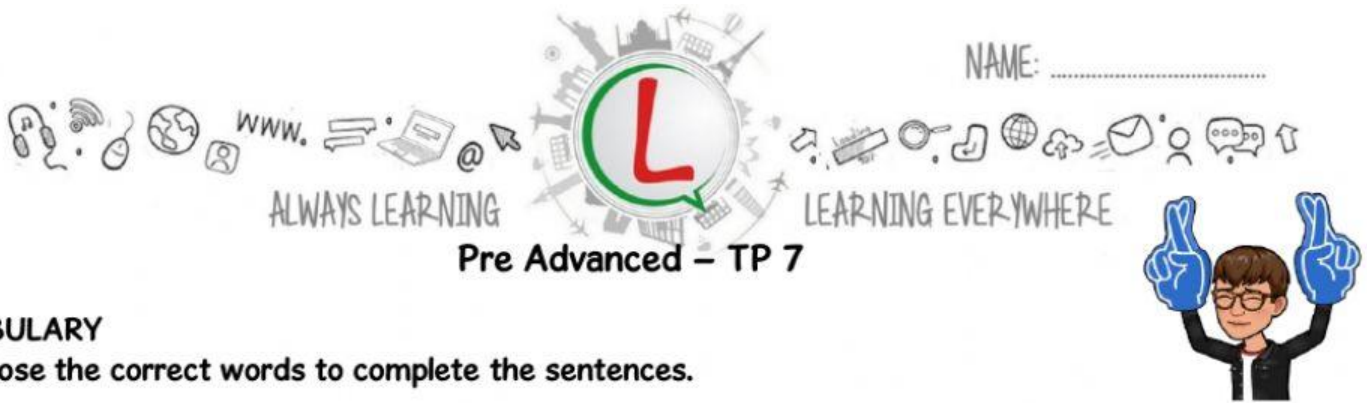 NAME: ......................................
www.
@
L
ALWAYS LEARNING
LEARNING EVERYWHERE
Pre Advanced – TP 7
BULARY
ose the correct words to complete the sentences.